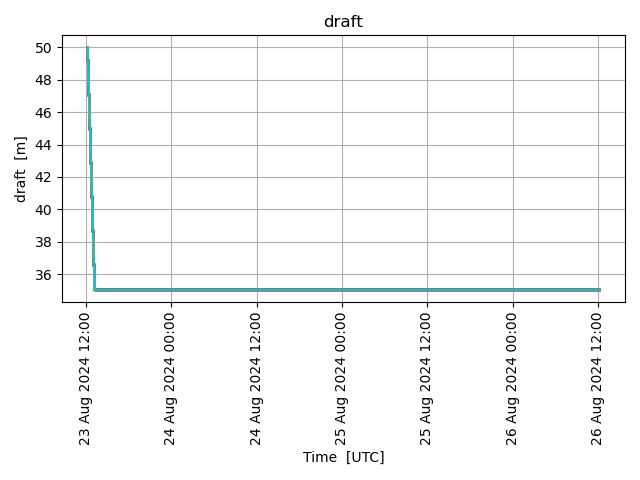 draft
50
48
46
44
42
40
38
36
draft  [m]
23 Aug 2024 12:00
24 Aug 2024 00:00
24 Aug 2024 12:00
25 Aug 2024 00:00
25 Aug 2024 12:00
26 Aug 2024 00:00
26 Aug 2024 12:00
Time  [UTC]